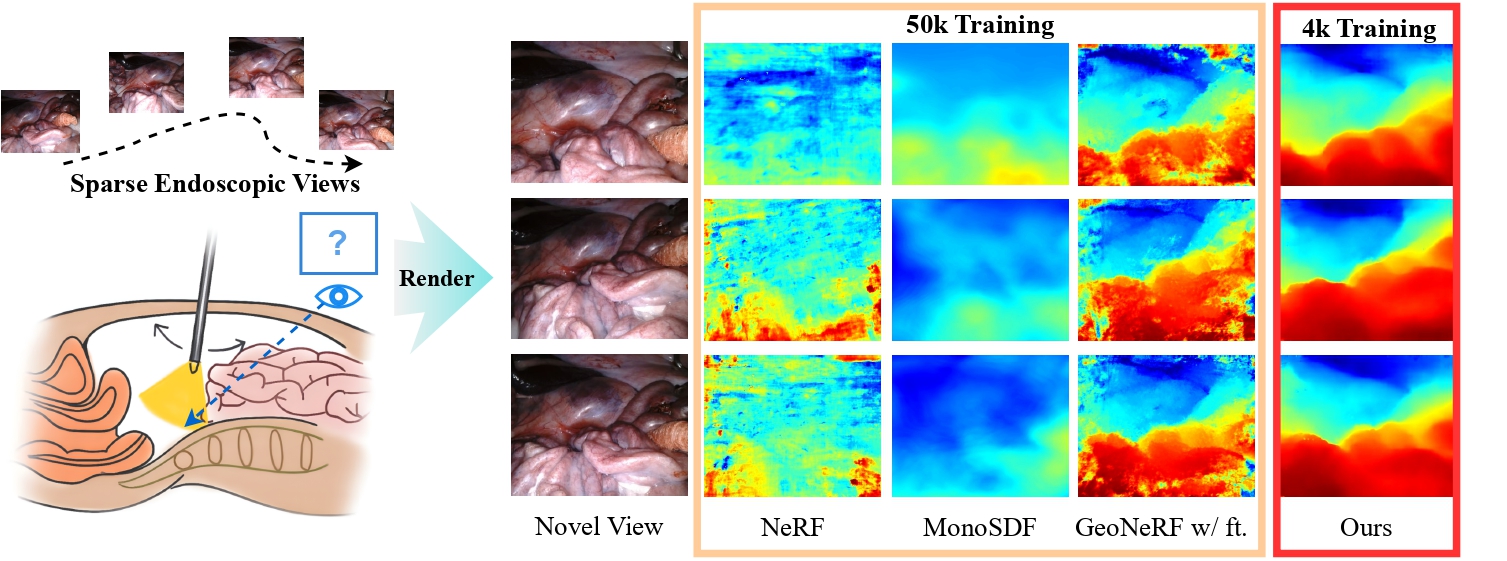 Sparse Endoscopic Views
?
Render
50k Training
4k Training
Novel View
NeRF
MonoSDF
GeoNeRF w/ ft.
Ours